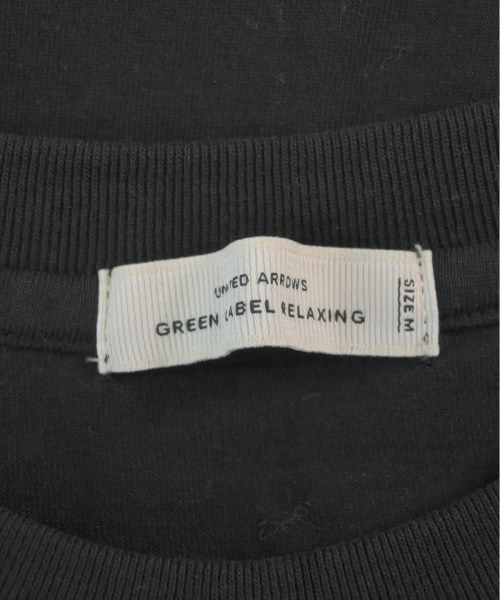 UNITED ARROWS
GREEN LABEL RELAXING
SIZE M